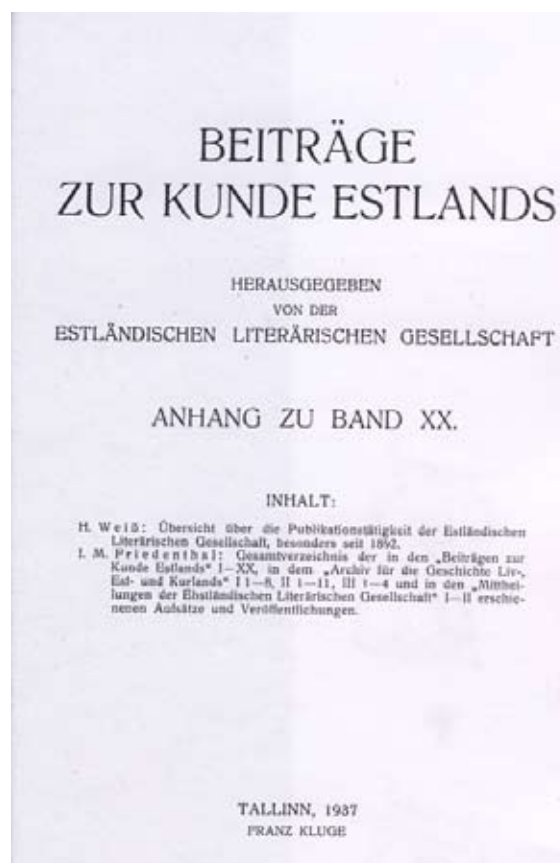 BEITRÄGE
ZUR KUNDE ESTLANDS
HERAUSGEGEBEN
VON DER
ESTLÄNDISCHEN LITERÄRISCHEN GESELLSCHAFT
ANHANG ZU BAND XX.
INHALT:
H. Weiß: Übersicht über die Publikationstätigkeit der Estländischen
Literärischen Gesellschaft, besonders seit 1892.
I. M. Friedenthal: Gesamtverzeichnis der in den „Beiträgen zur
Kunde Estlands" I–XX, in dem „Archiv für die Geschichte Liv-,
Est- und Kurlands" I 1–8, II 1–11, III 1–4 und in den „Mitthei-
lungen der Ehstländischen Literärischen Gesellschaft" I–II erschie-
nenen Aufsätze und Veröffentlichungen.
TALLINN, 1937
FRANZ KLUGE